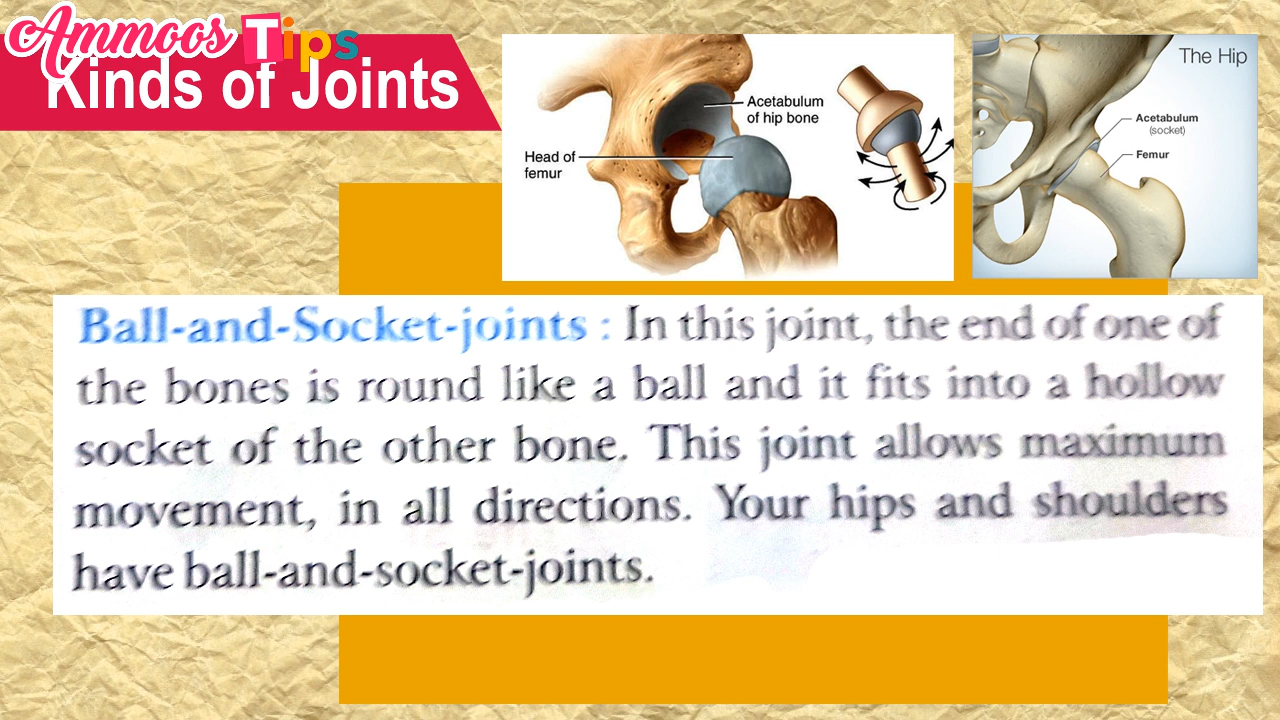 Ammoos Tips
Kinds of Joints
Acetabulum
of hip bone
Head of
femur
The Hip
Acetabulum
(socket)
Femur
Ball-and-Socket-joints : In this joint, the end of one of
the bones is round like a ball and it fits into a hollow
socket of the other bone. This joint allows maximum
movement, in all directions. Your hips and shoulders
have ball-and-socket-joints.